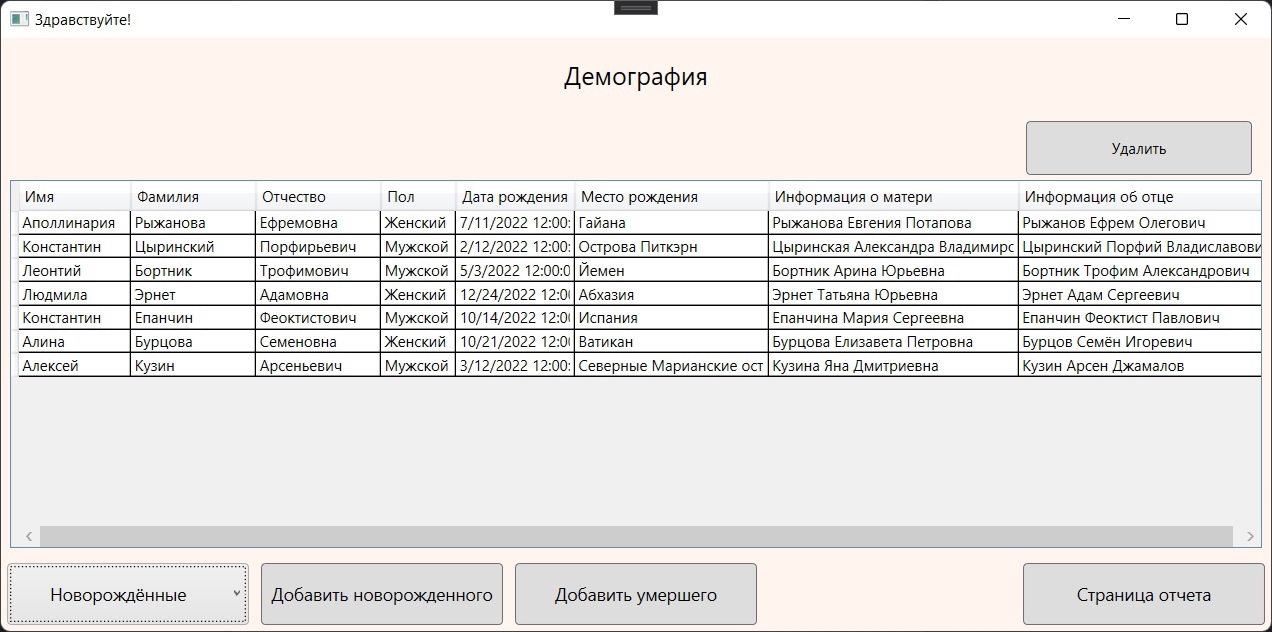 Здравствуйте!
Демография
Удалить
Имя Фамилия Отчество Пол Дата рождения Место рождения Информация о матери Информация об отце
Аполлинария Рыжанова Ефремовна Женский 7/11/2022 12:00: Гайана Рыжанова Евгения Потапова Рыжанов Ефрем Олегович
Константин Цыринский Порфирьевич Мужской 2/12/2022 12:00: Острова Питкэрн Цыринская Александра Владимирс Цыринский Порфий Владиславови
Леонтий Бортник Трофимович Мужской 5/3/2022 12:00:0 Йемен Бортник Арина Юрьевна Бортник Трофим Александрович
Людмила Эрнет Адамовна Женский 12/24/2022 12:0 Абхазия Эрнет Татьяна Юрьевна Эрнет Адам Сергеевич
Константин Епанчин Феоктистович Мужской 10/14/2022 12:0 Испания Епанчина Мария Сергеевна Епанчин Феоктист Павлович
Алина Бурцова Семеновна Женский 10/21/2022 12:0 Ватикан Бурцова Елизавета Петровна Бурцов Семён Игоревич
Алексей Кузин Арсеньевич Мужской 3/12/2022 12:00: Северные Марианские ост Кузина Яна Дмитриевна Кузин Арсен Джамалов
Новорождённые Добавить новорожденного Добавить умершего Страница отчета